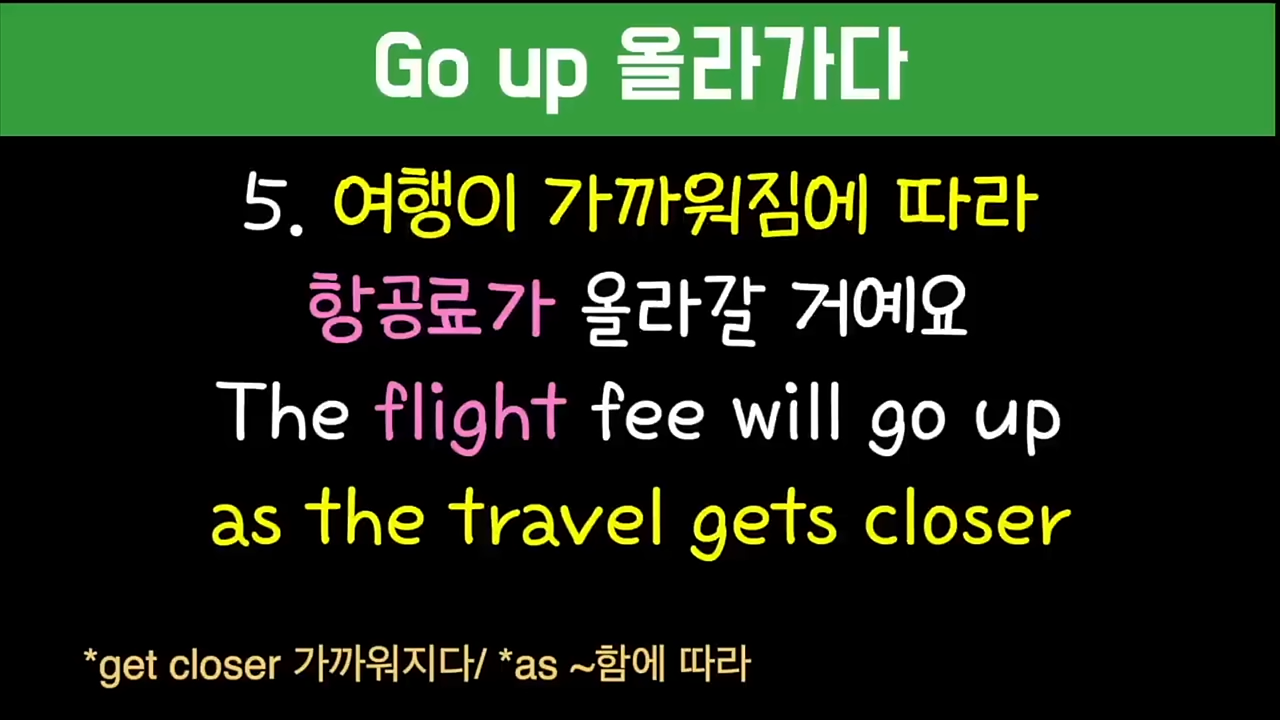 Go up 올라가다
5. 여행이 가까워짐에 따라
항공료가 올라갈 거예요
The flight fee will go up
as the travel gets closer
*get closer 가까워지다/ *as ~함에 따라